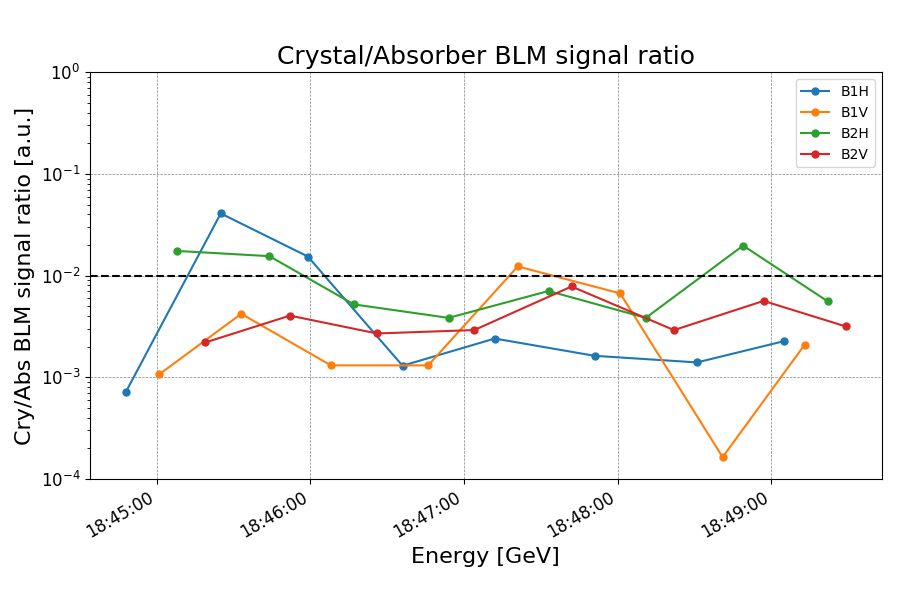 Crystal/Absorber BLM signal ratio
Cry/Abs BLM signal ratio [a.u.]
10⁰
10⁻¹
10⁻²
10⁻³
10⁻⁴
B1H
B1V
B2H
B2V
18:45:00
18:46:00
18:47:00
18:48:00
18:49:00
Energy [GeV]